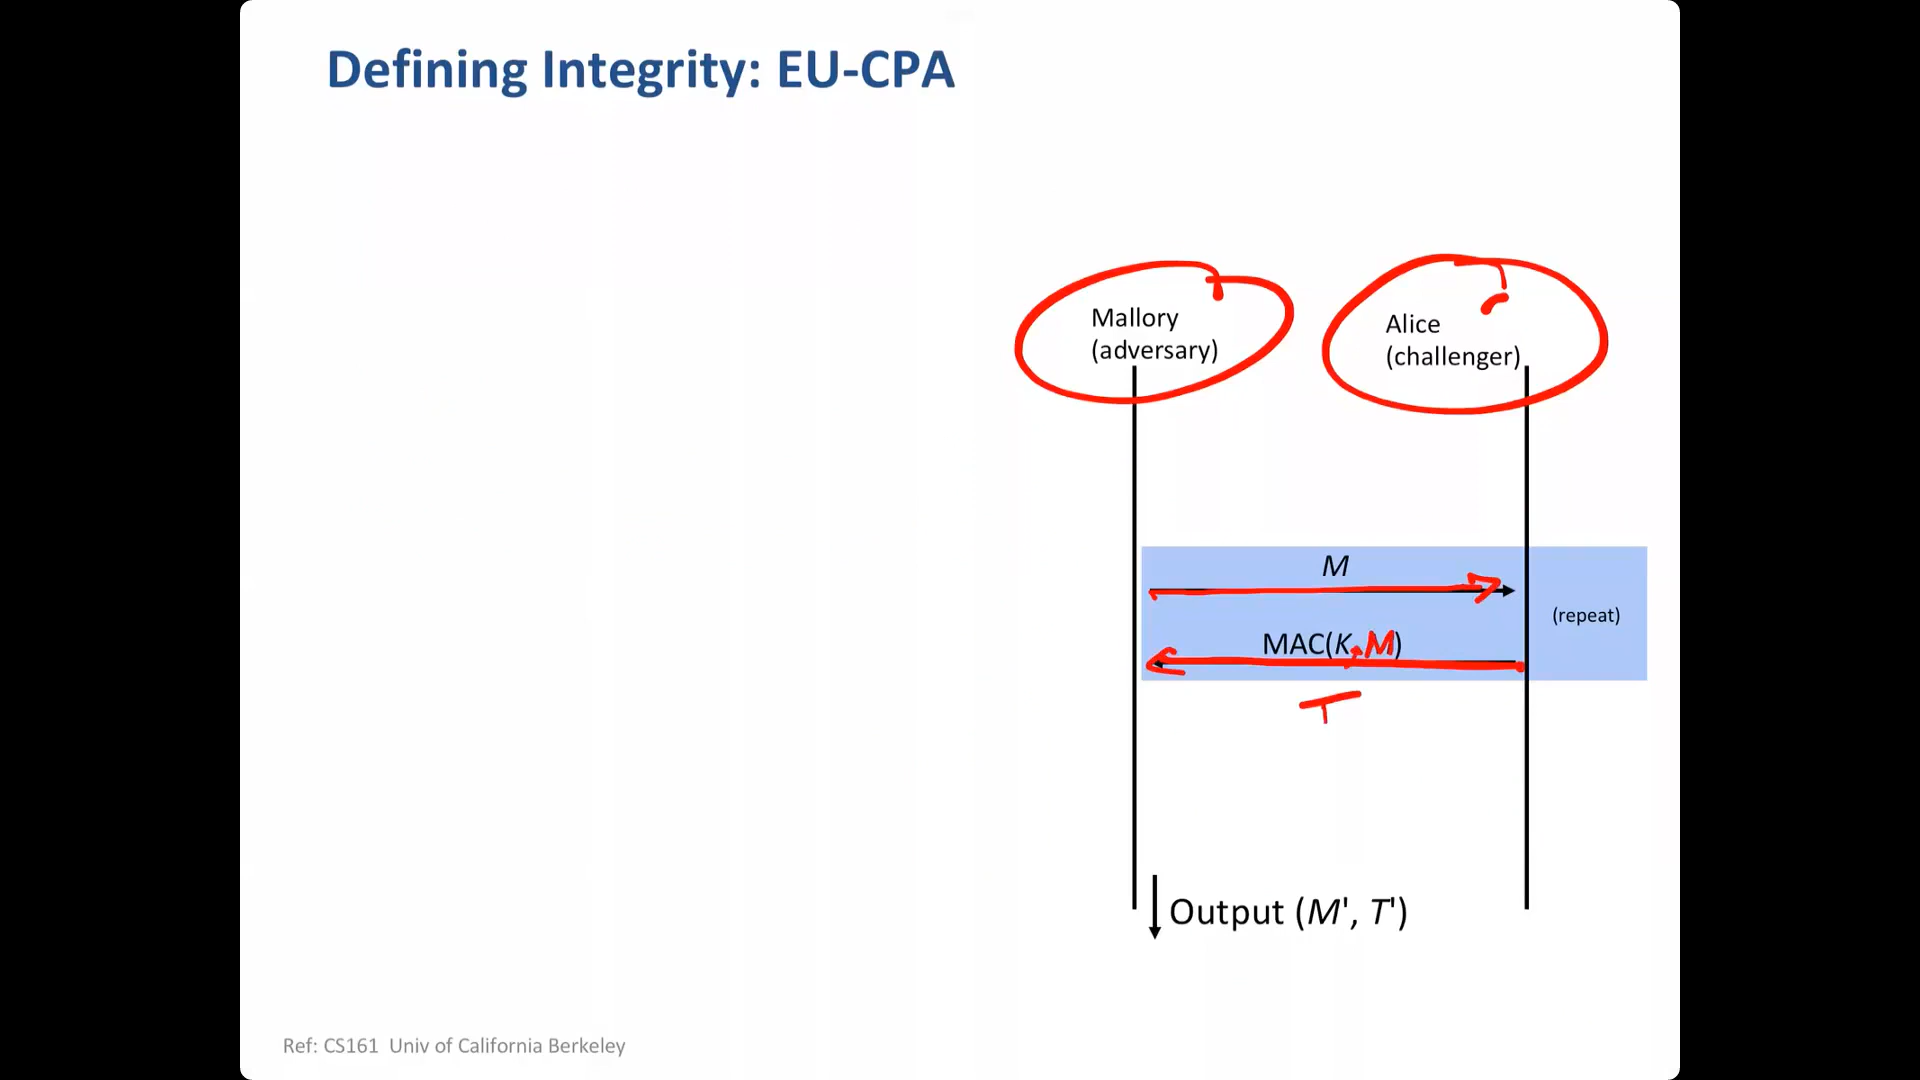 Defining Integrity: EU-CPA
Mallory
(adversary)
Alice
(challenger)
M
(repeat)
MAC(K,M)
T
Output (M', T')
Ref: CS161 Univ of California Berkeley